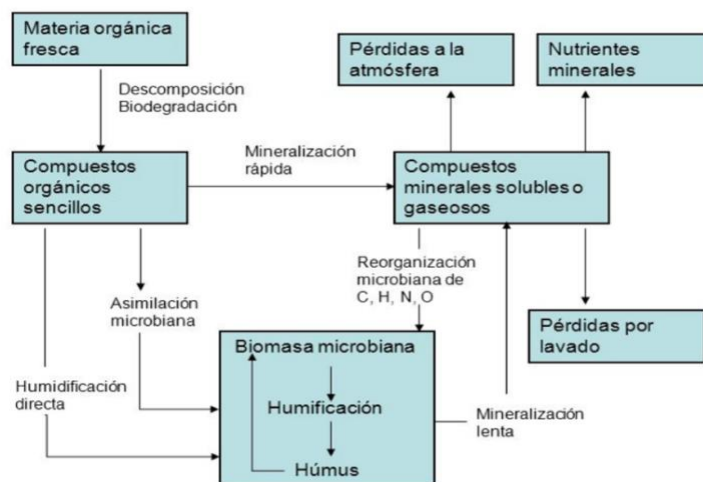 Materia orgánica
fresca
Pérdidas a la
atmósfera
Nutrientes
minerales
Descomposición
Biodegradación
Compuestos
orgánicos
sencillos
Mineralización
rápida
Compuestos
minerales solubles o
gaseosos
Asimilación
microbiana
Reorganización
microbiana de
C, H, N, O
Pérdidas por
lavado
Humidificación
directa
Biomasa microbiana
Humificación
Húmus
Mineralización
lenta